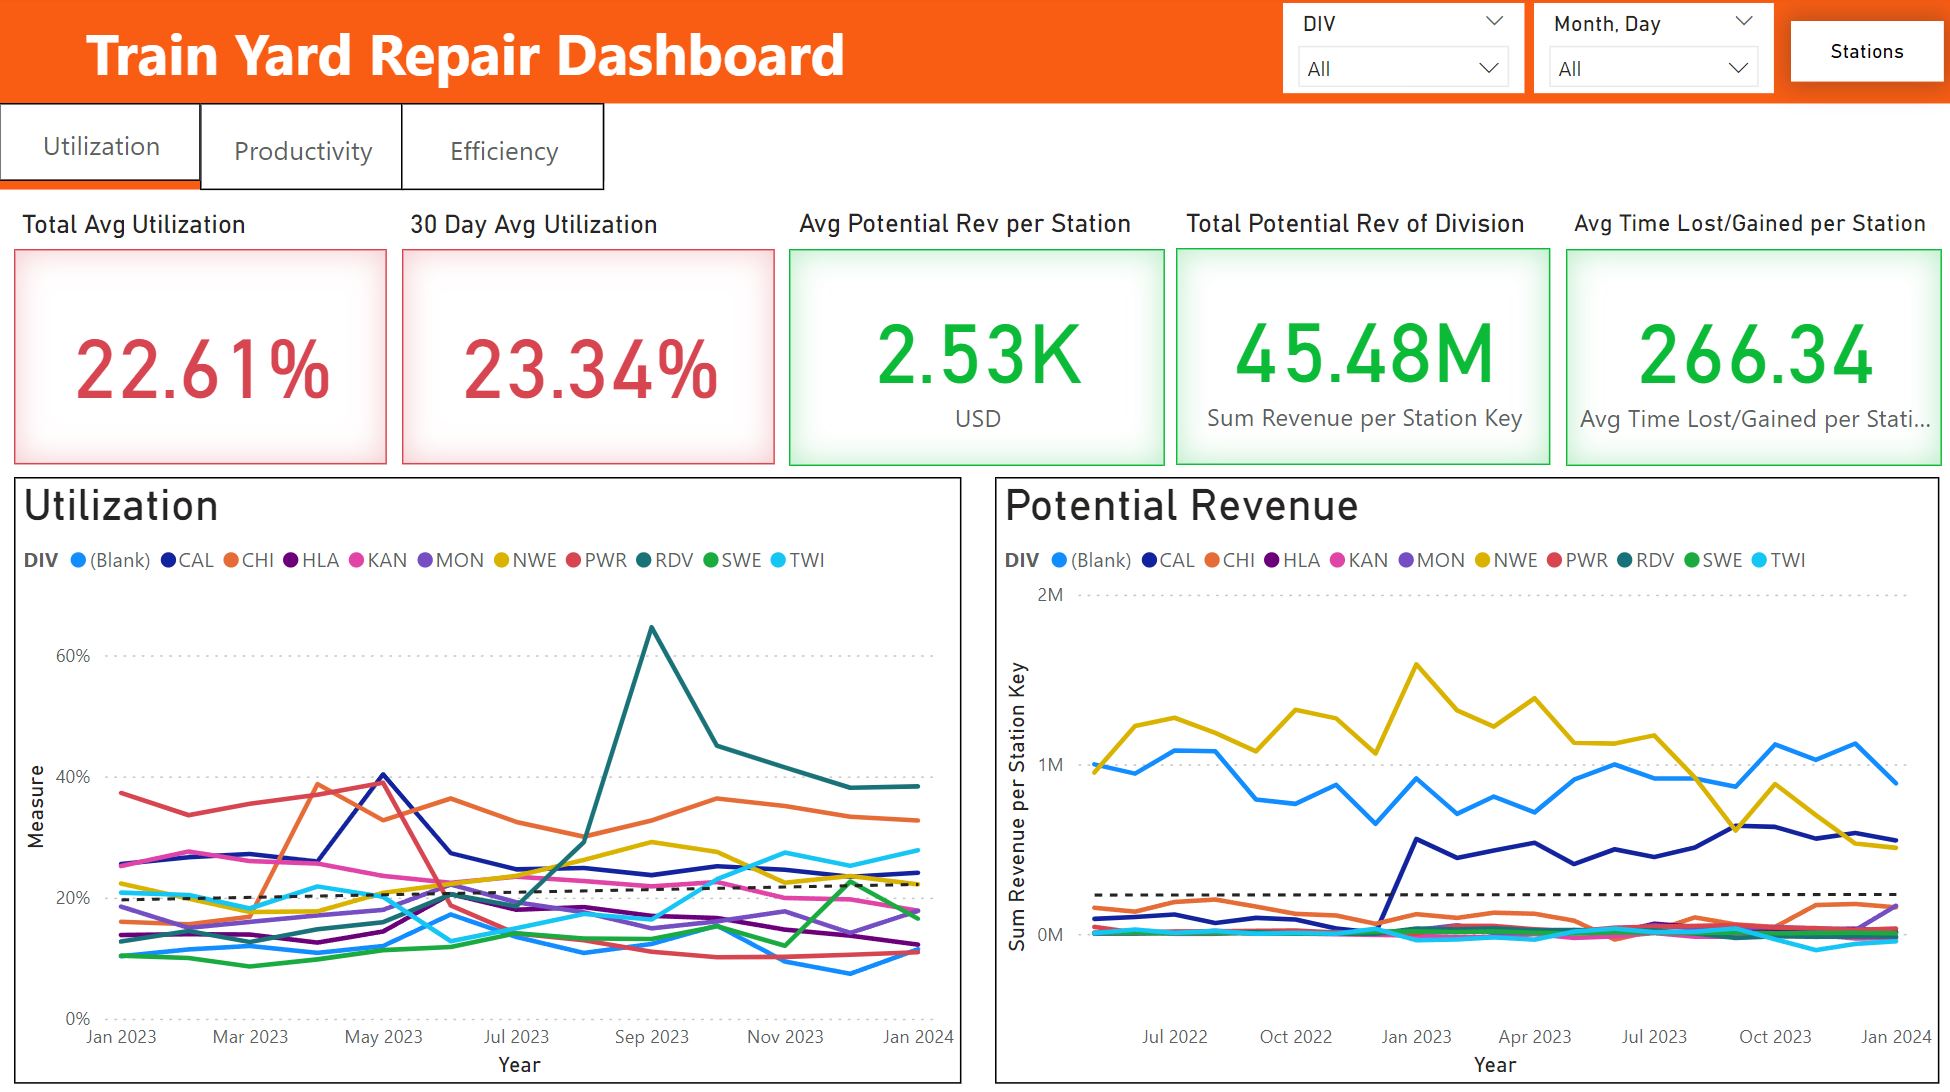 Train Yard Repair Dashboard
DIV
All
Month, Day
All
Stations
Utilization
Productivity
Efficiency
Total Avg Utilization
22.61%
30 Day Avg Utilization
23.34%
Avg Potential Rev per Station
2.53K
USD
Total Potential Rev of Division
45.48M
Sum Revenue per Station Key
Avg Time Lost/Gained per Station
266.34
Avg Time Lost/Gained per Stati...
Utilization
DIV (Blank) CAL CHI HLA KAN MON NWE PWR RDV SWE TWI
Measure
60%
40%
20%
0%
Jan 2023 Mar 2023 May 2023 Jul 2023 Sep 2023 Nov 2023 Jan 2024
Year
Potential Revenue
DIV (Blank) CAL CHI HLA KAN MON NWE PWR RDV SWE TWI
Sum Revenue per Station Key
2M
1M
0M
Jul 2022 Oct 2022 Jan 2023 Apr 2023 Jul 2023 Oct 2023 Jan 2024
Year